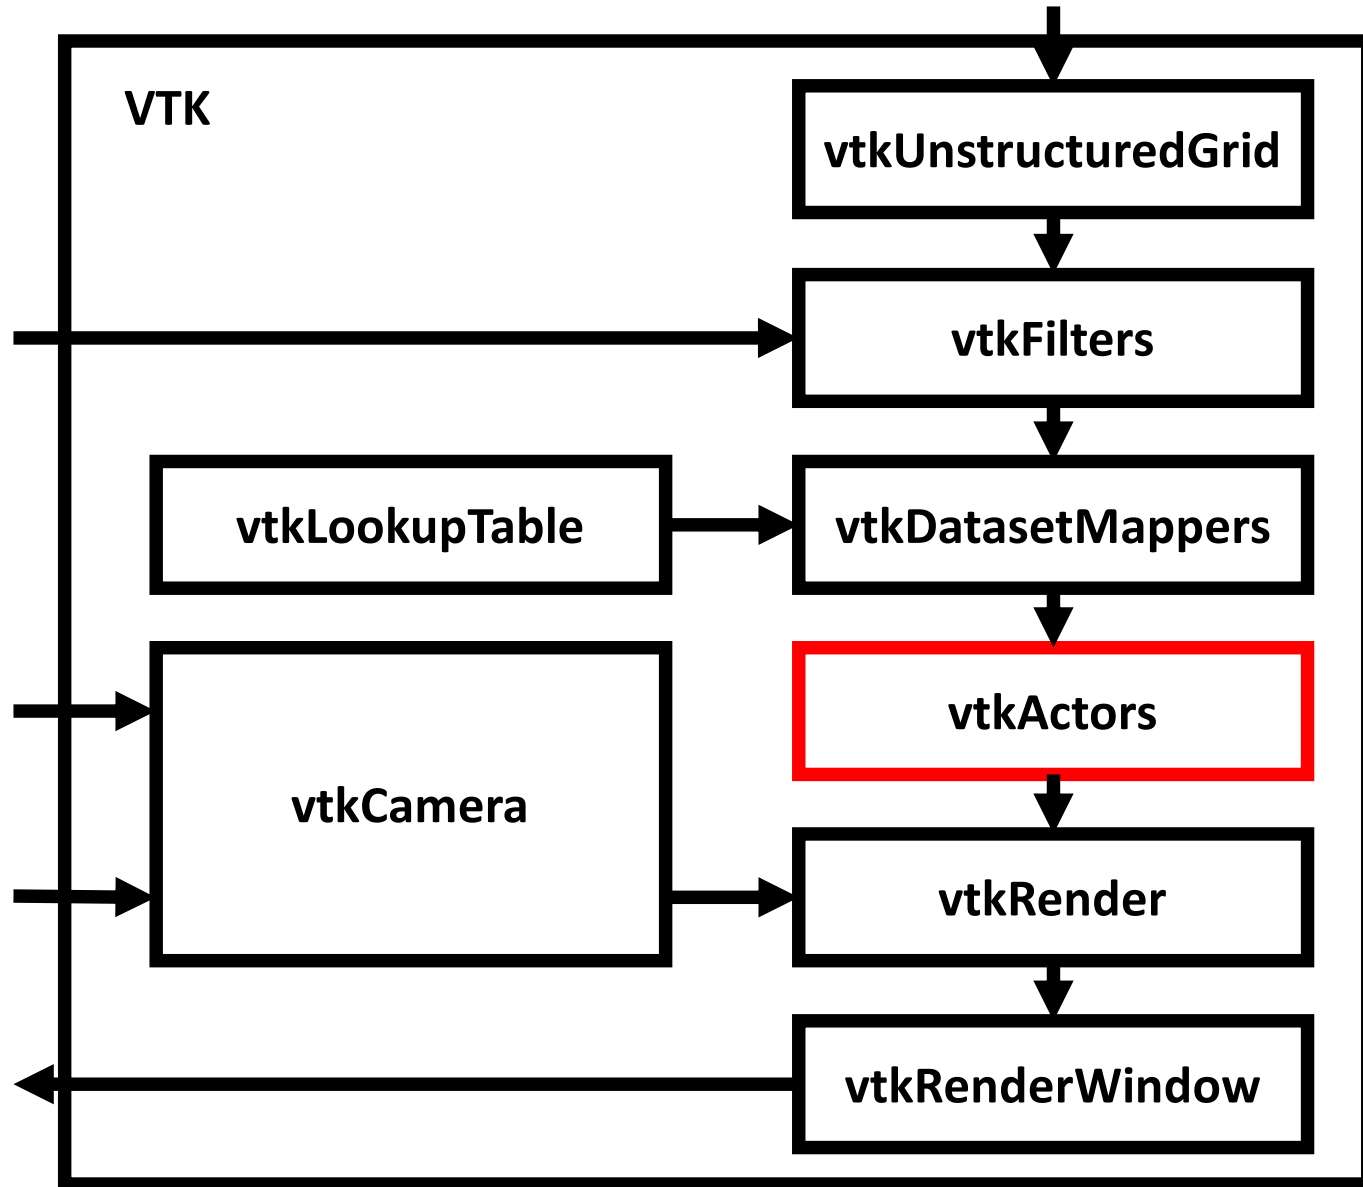 VTK
vtkUnstructuredGrid
vtkFilters
vtkLookupTable
vtkDatasetMappers
vtkActors
vtkCamera
vtkRender
vtkRenderWindow